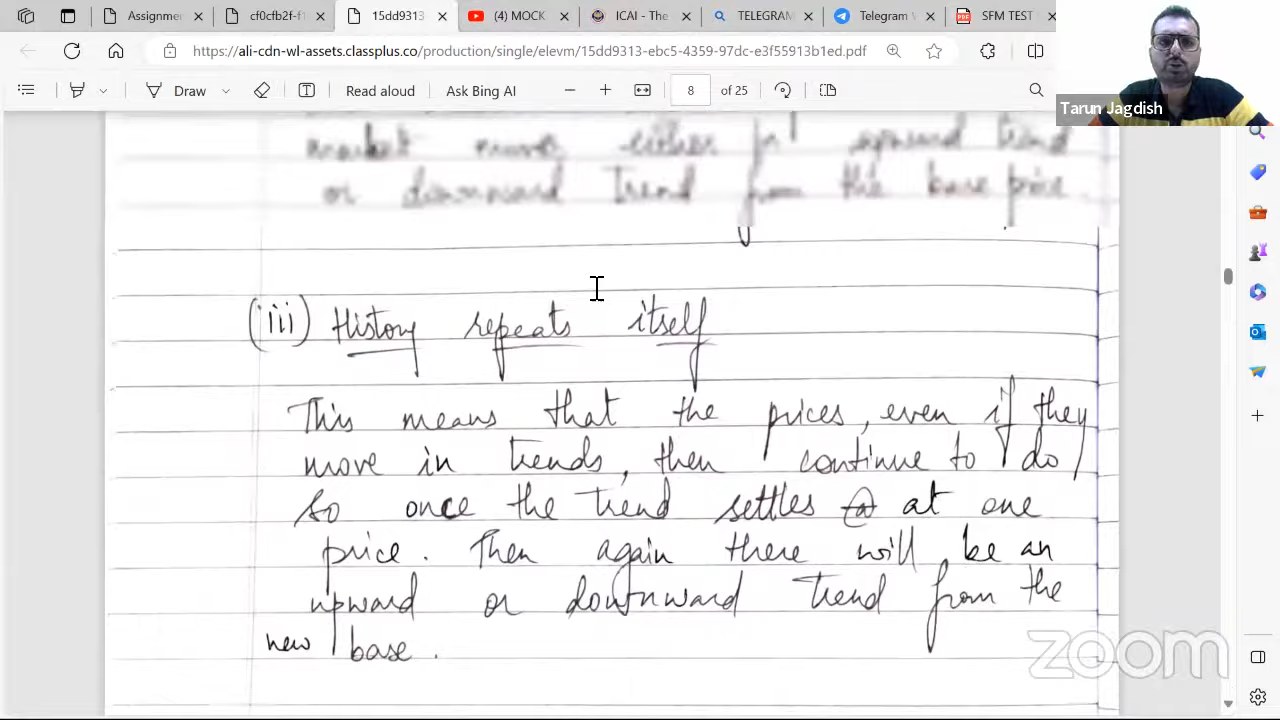 Assignment
cf0cfb2f-f
15dd9313
(4) MOCK
ICAI - The
TELEGRAM
Telegram
SFM TEST
https://ali-cdn-wl-assets.classplus.co/production/single/elevm/15dd9313-ebc5-4359-97dc-e3f55913b1ed.pdf
Draw
Read aloud
Ask Bing AI
8
of 25
Tarun Jagdish
market move either upward trend
or downward Trend from the base price
(iii) History repeats itself
This means that the prices, even if they
move in trends, then continue to do
so once the trend settles at one
price. Then again there will be an
upward or downward trend from the
new base.
zoom